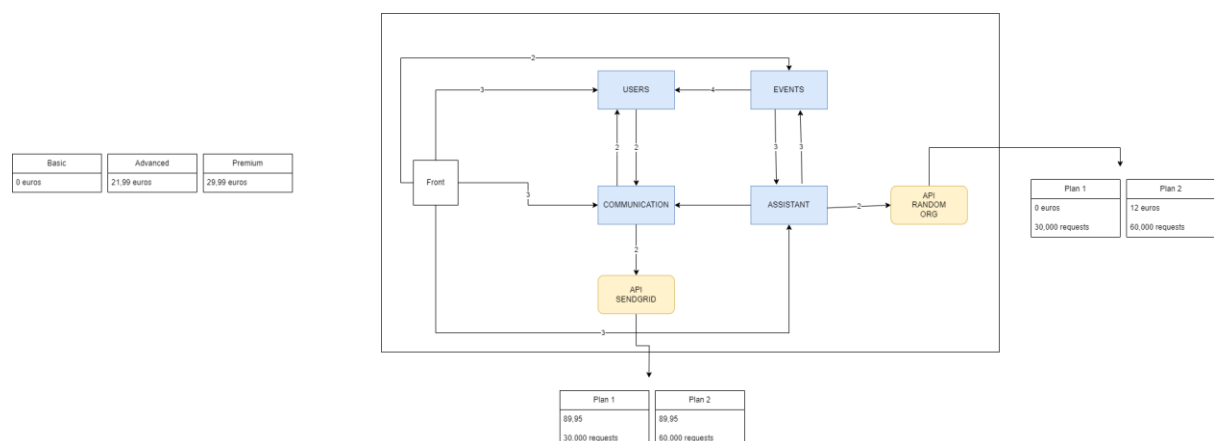 2
3
USERS
4
EVENTS
2
2
3
3
Basic
Advanced
Premium
0 euros
21,99 euros
29,99 euros
Front
3
COMMUNICATION
ASSISTANT
2
API
RANDOM
ORG
Plan 1
Plan 2
0 euros
12 euros
30,000 requests
60,000 requests
2
API
SENDGRID
3
Plan 1
Plan 2
89,95
89,95
30,000 requests
60,000 requests